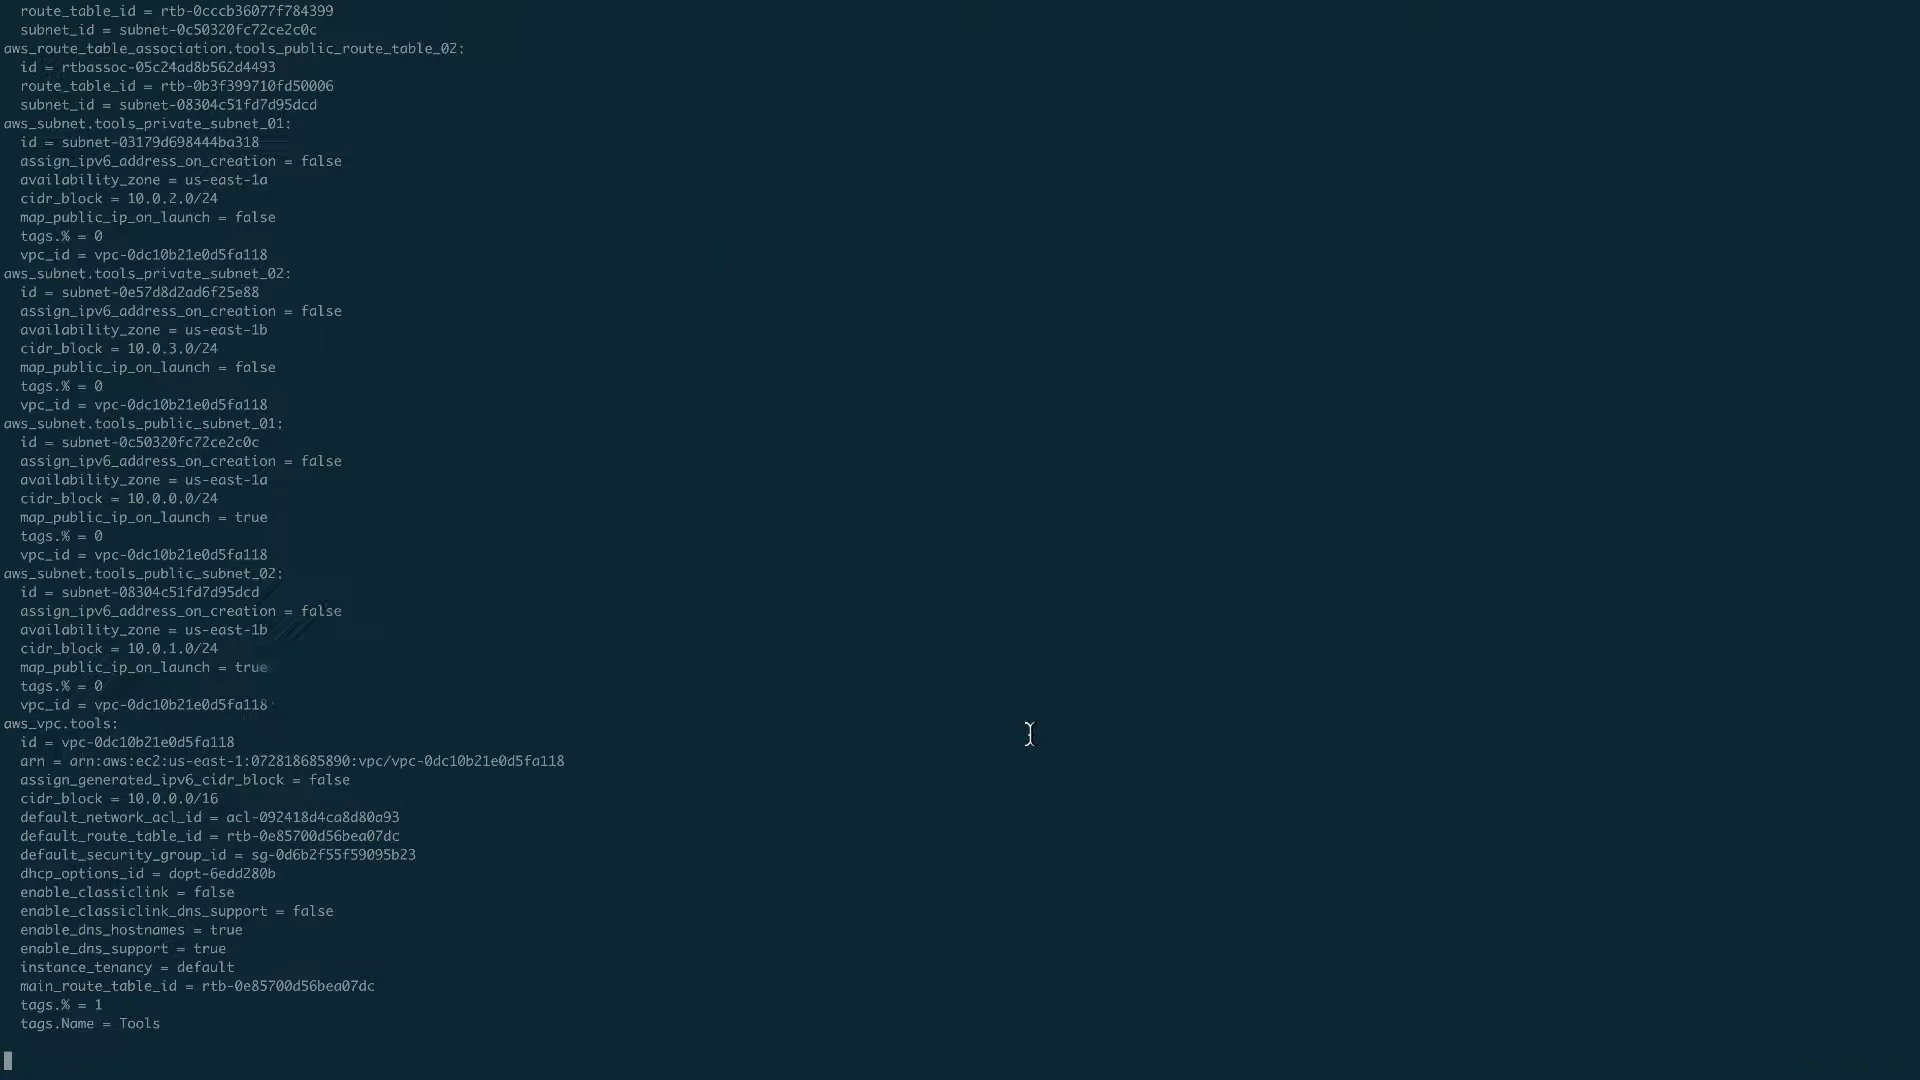 route_table_id = rtb-0cccb36077f784399
subnet_id = subnet-0c50320fc72ce2c0c
aws_route_table_association.tools_public_route_table_02:
id = rtbassoc-05c24ad8b562d4493
route_table_id = rtb-0b3f399710fd50006
subnet_id = subnet-08304c51fd7d95dcd
aws_subnet.tools_private_subnet_01:
id = subnet-03179d698444ba318
assign_ipv6_address_on_creation = false
availability_zone = us-east-1a
cidr_block = 10.0.2.0/24
map_public_ip_on_launch = false
tags.% = 0
vpc_id = vpc-0dc10b21e0d5fa118
aws_subnet.tools_private_subnet_02:
id = subnet-0e57d8d2ad6f25e88
assign_ipv6_address_on_creation = false
availability_zone = us-east-1b
cidr_block = 10.0.3.0/24
map_public_ip_on_launch = false
tags.% = 0
vpc_id = vpc-0dc10b21e0d5fa118
aws_subnet.tools_public_subnet_01:
id = subnet-0c50320fc72ce2c0c
assign_ipv6_address_on_creation = false
availability_zone = us-east-1a
cidr_block = 10.0.0.0/24
map_public_ip_on_launch = true
tags.% = 0
vpc_id = vpc-0dc10b21e0d5fa118
aws_subnet.tools_public_subnet_02:
id = subnet-08304c51fd7d95dcd
assign_ipv6_address_on_creation = false
availability_zone = us-east-1b
cidr_block = 10.0.1.0/24
map_public_ip_on_launch = true
tags.% = 0
vpc_id = vpc-0dc10b21e0d5fa118
aws_vpc.tools:
id = vpc-0dc10b21e0d5fa118
arn = arn:aws:ec2:us-east-1:072818685890:vpc/vpc-0dc10b21e0d5fa118
assign_generated_ipv6_cidr_block = false
cidr_block = 10.0.0.0/16
default_network_acl_id = acl-092418d4ca8d80a93
default_route_table_id = rtb-0e85700d56bea07dc
default_security_group_id = sg-0d6b2f55f59095b23
dhcp_options_id = dopt-6edd280b
enable_classiclink = false
enable_classiclink_dns_support = false
enable_dns_hostnames = true
enable_dns_support = true
instance_tenancy = default
main_route_table_id = rtb-0e85700d56bea07dc
tags.% = 1
tags.Name = Tools